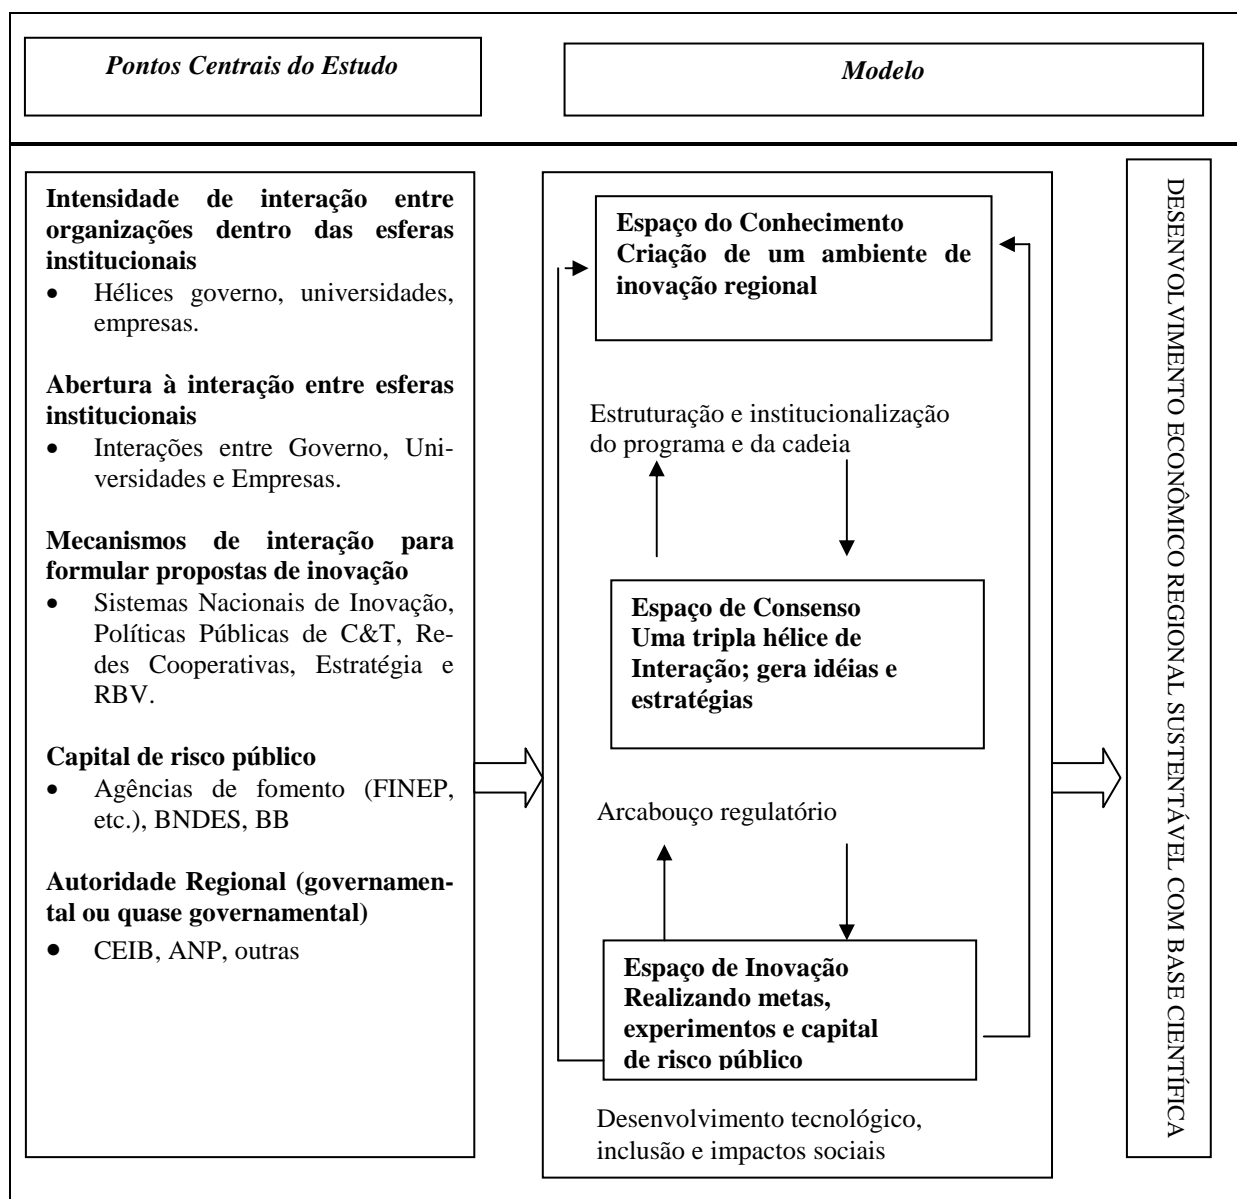 Pontos Centrais do Estudo
Modelo
Intensidade de interação entre
organizações dentro das esferas
institucionais
• Hélices governo, universidades,
empresas.
Abertura à interação entre esferas
institucionais
• Interações entre Governo, Uni-
versidades e Empresas.
Mecanismos de interação para
formular propostas de inovação
• Sistemas Nacionais de Inovação,
Políticas Públicas de C&T, Re-
des Cooperativas, Estratégia e
RBV.
Capital de risco público
• Agências de fomento (FINEP,
etc.), BNDES, BB
Autoridade Regional (governamen-
tal ou quase governamental)
• CEIB, ANP, outras
Espaço do Conhecimento
Criação de um ambiente de
inovação regional
Estruturação e institucionalização
do programa e da cadeia
Espaço de Consenso
Uma tripla hélice de
Interação; gera idéias e
estratégias
Arcabouço regulatório
Espaço de Inovação
Realizando metas,
experimentos e capital
de risco público
Desenvolvimento tecnológico,
inclusão e impactos sociais
DESENVOLVIMENTO ECONÔMICO REGIONAL SUSTENTÁVEL COM BASE CIENTÍFICA